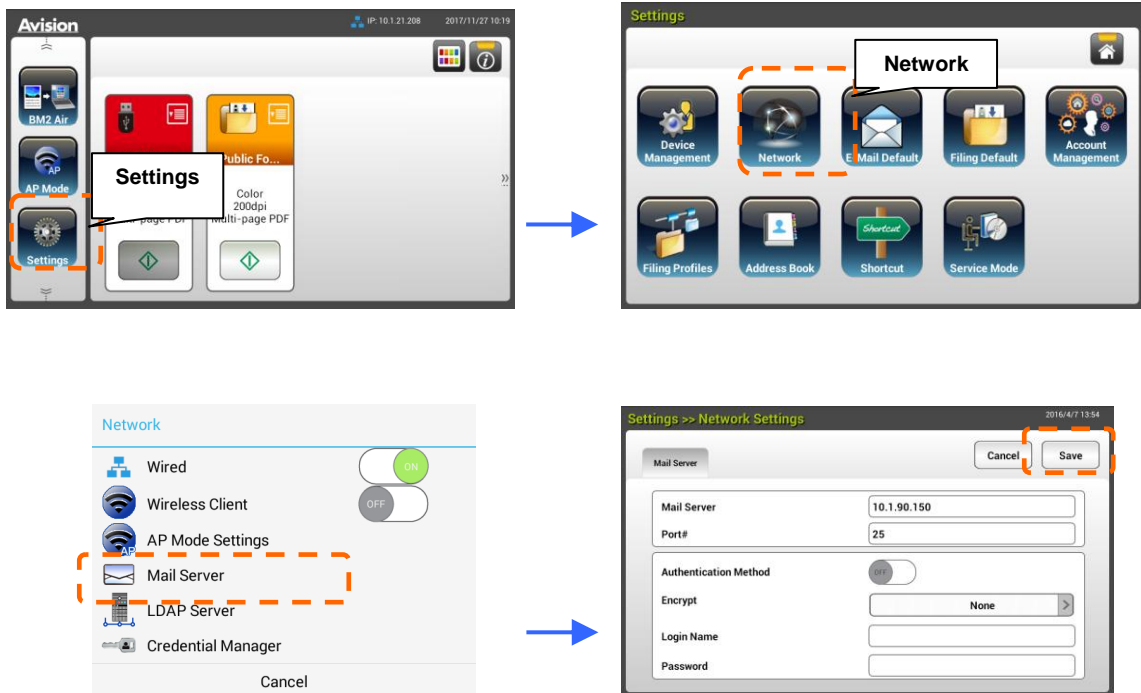 Avision
IP: 10.1.21.208
2017/11/27 10:19
BM2 Air
AP
AP Mode
Settings
Settings
Public Fo...
Color
200dpi
Multi-page PDF
Settings
Network
Device
Management
Network
E-Mail Default
Filing Default
Account
Management
Filing Profiles
Address Book
Shortcut
Shortcut
Service Mode
Network
Wired
ON
Wireless Client
OFF
AP
AP Mode Settings
Mail Server
LDAP Server
Credential Manager
Cancel
Settings >> Network Settings
2016/4/7 13:54
Mail Server
Cancel
Save
Mail Server
10.1.90.150
Port#
25
Authentication Method
OFF
Encrypt
None
Login Name
Password